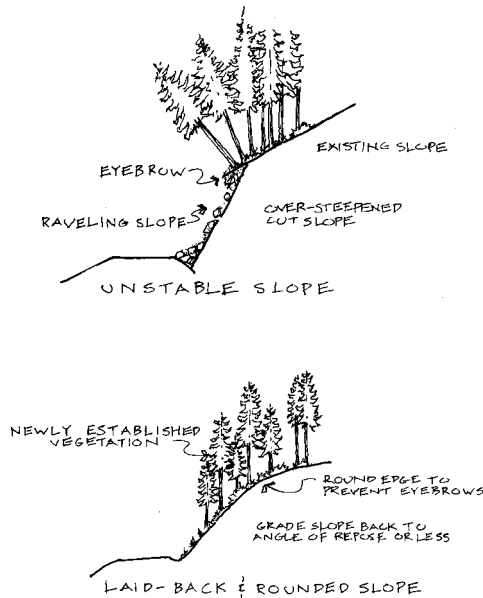 EXISTING SLOPE
EYEBROW
RAVELING SLOPE
OVER-STEEPENED
CUT SLOPE
UNSTABLE SLOPE
NEWLY ESTABLISHED
VEGETATION
ROUND EDGE TO
PREVENT EYEBROWS
GRADE SLOPE BACK TO
ANGLE OF REPOSE OR LESS
LAID-BACK & ROUNDED SLOPE